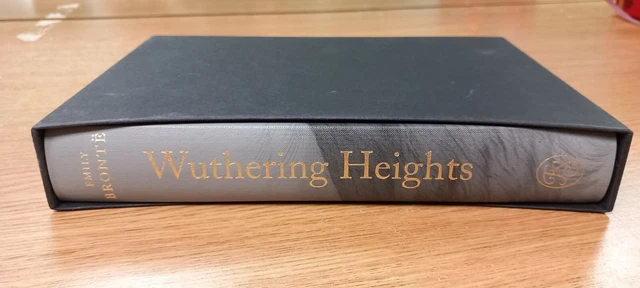 EMILY
BRONTË
Wuthering Heights